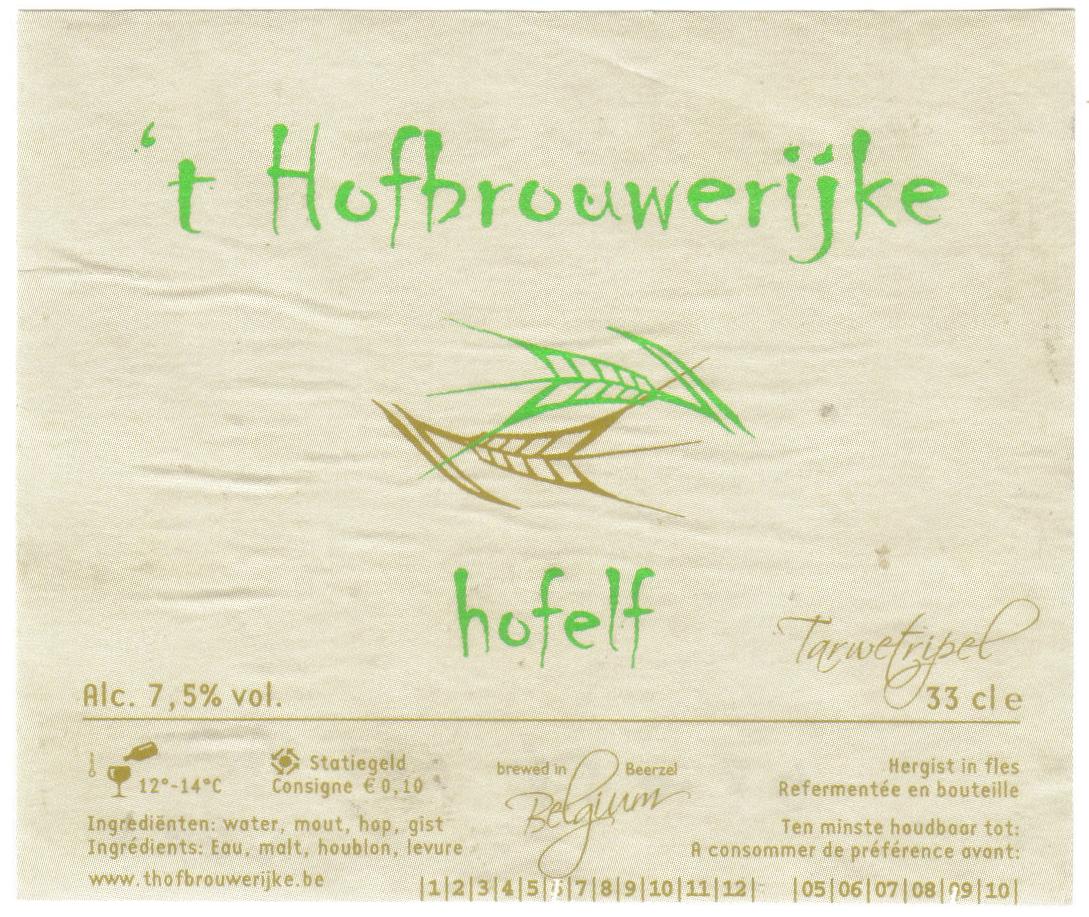 ‘t Hofbrouwerijke
hofelf
Tarwetripel
Alc. 7,5% vol.
33 cl e
12°-14°C
Statiegeld
Consigne € 0,10
brewed in Beerzel
Belgium
Hergist in fles
Refermentée en bouteille
Ingrediënten: water, mout, hop, gist
Ingrédients: Eau, malt, houblon, levure
www.thofbrouwerijke.be
Ten minste houdbaar tot:
A consommer de préférence avant:
|1|2|3|4|5| |7|8|9|10|11|12| |05|06|07|08|09|10|